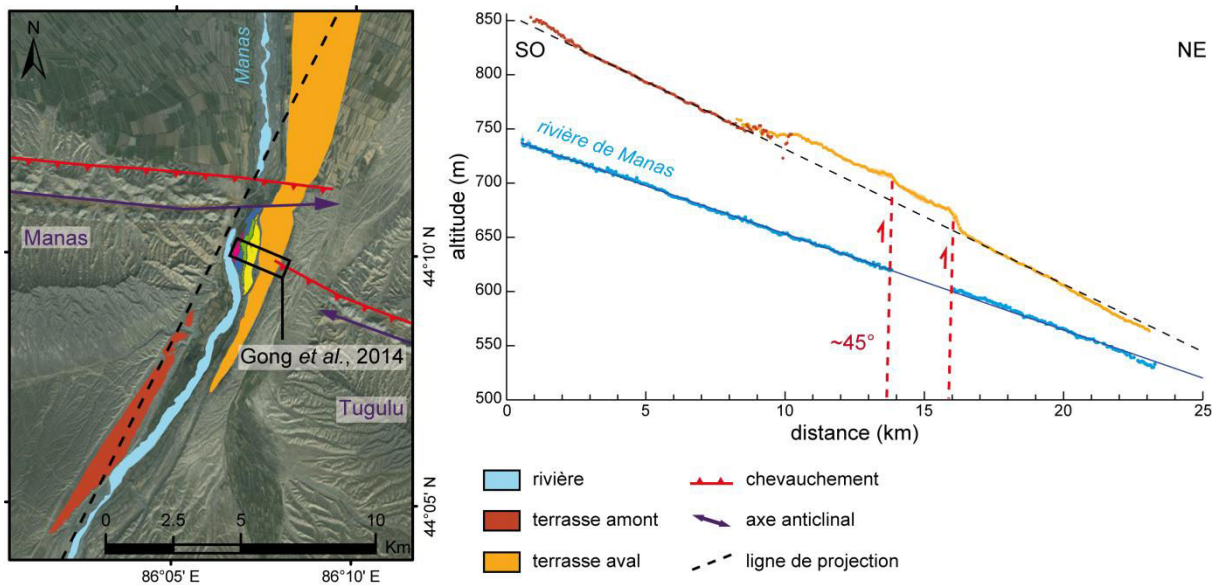 N
Manas
Manas
Gong et al., 2014
Tugulu
0 2.5 5 10
Km
86°05' E 86°10' E
44°10' N
44°05' N
SO
NE
850
800
750
700
650
600
550
500
altitude (m)
rivière de Manas
~45°
0 5 10 14 16 20 25
distance (km)
rivière
terrasse amont
terrasse aval
chevauchement
axe anticlinal
ligne de projection